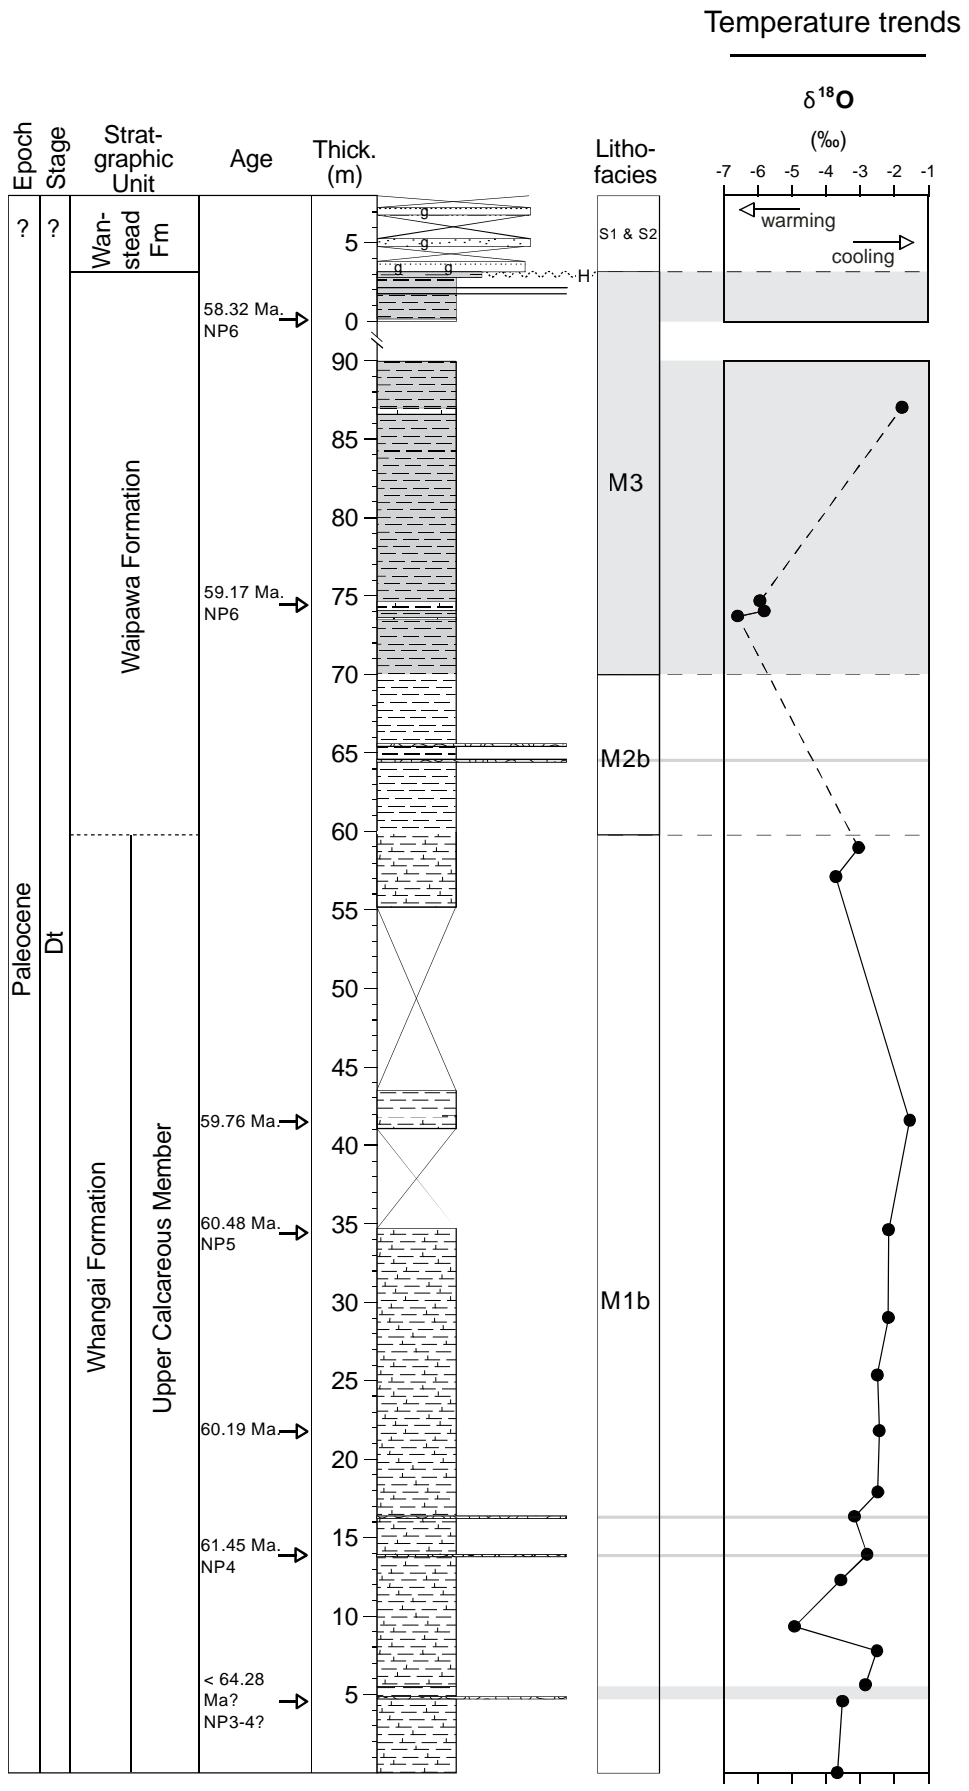 Temperature trends
δ ¹⁸O
(‰)
-7 -6 -5 -4 -3 -2 -1
warming
cooling
Epoch
Stage
Strat-
graphic
Unit
Age
Thick.
(m)
Litho-
facies
?
?
Wan-
stead
Fm
g
g
g g
H
5
0
S1 & S2
58.32 Ma.
NP6
90
85
80
75
70
65
60
55
50
45
40
35
30
25
20
15
10
5
Waipawa Formation
59.17 Ma.
NP6
M3
M2b
Paleocene
Dt
Whangai Formation
Upper Calcareous Member
59.76 Ma.
60.48 Ma.
NP5
M1b
60.19 Ma.
61.45 Ma.
NP4
< 64.28
Ma?
NP3-4?